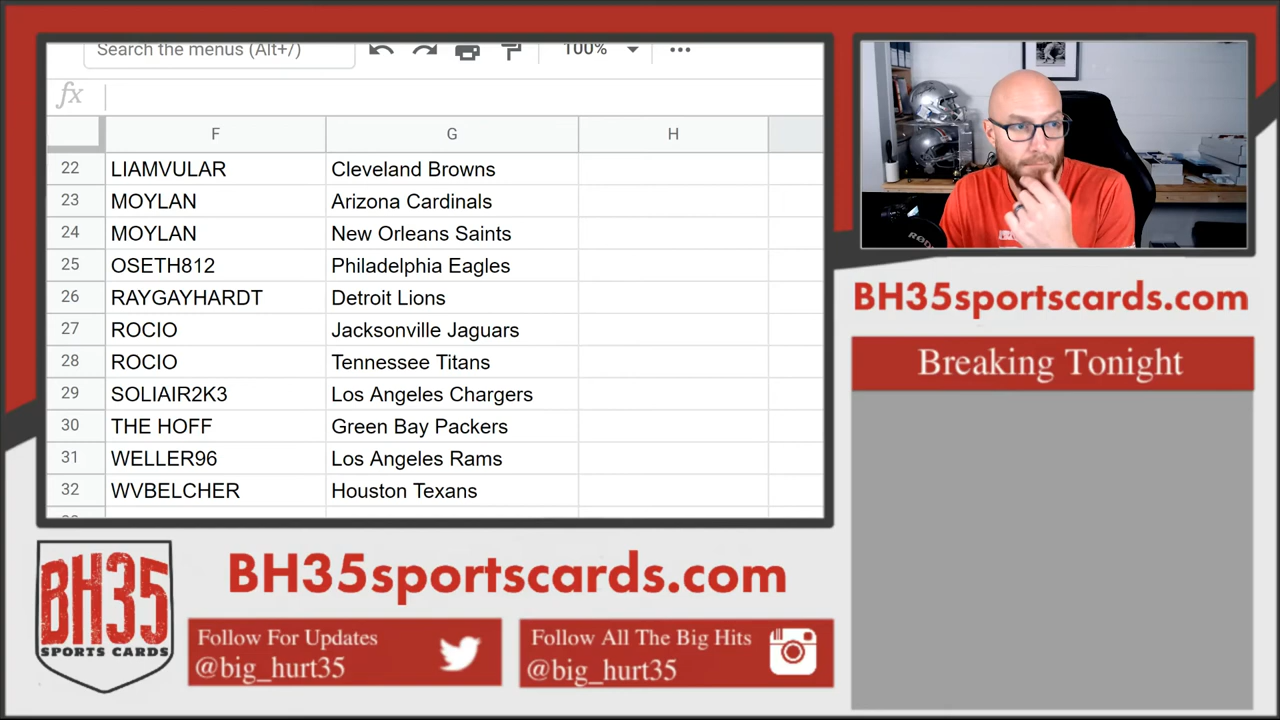 Search the menus (Alt+/)
100%
fx
F G H
22 LIAMVULAR Cleveland Browns
23 MOYLAN Arizona Cardinals
24 MOYLAN New Orleans Saints
25 OSETH812 Philadelphia Eagles
26 RAYGAYHARDT Detroit Lions
27 ROCIO Jacksonville Jaguars
28 ROCIO Tennessee Titans
29 SOLIAIR2K3 Los Angeles Chargers
30 THE HOFF Green Bay Packers
31 WELLER96 Los Angeles Rams
32 WVBELCHER Houston Texans
BH35sportscards.com
Breaking Tonight
BH35
SPORTS CARDS
BH35sportscards.com
Follow For Updates
@big_hurt35
Follow All The Big Hits
@big_hurt35